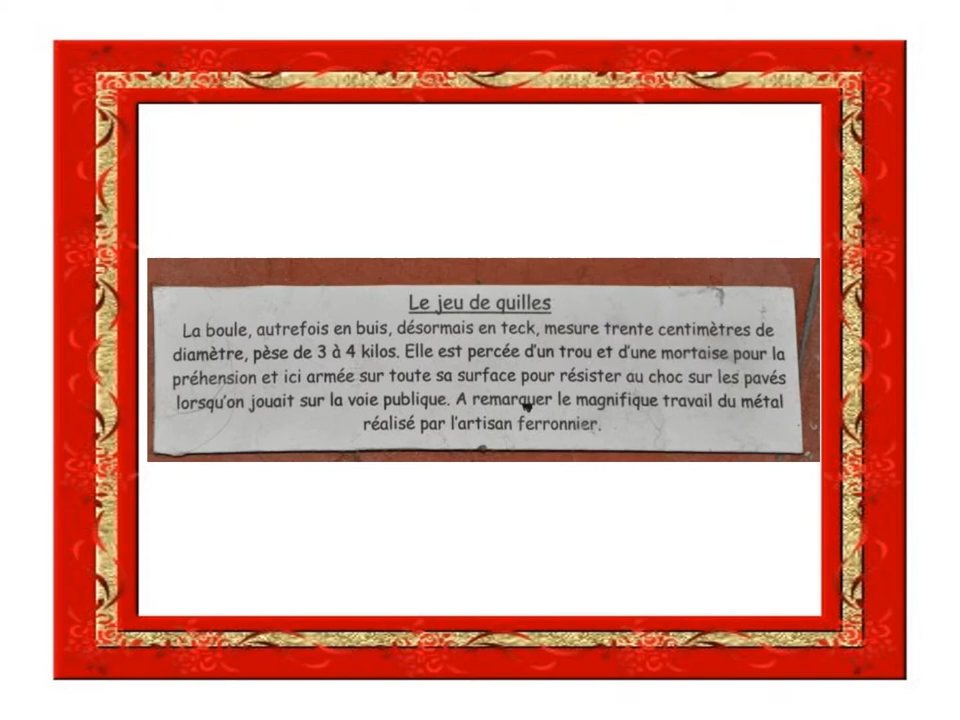 Le jeu de quilles
La boule, autrefois en buis, désormais en teck, mesure trente centimètres de
diamètre, pèse de 3 à 4 kilos. Elle est percée d'un trou et d'une mortaise pour la
préhension et ici armée sur toute sa surface pour résister au choc sur les pavés
lorsqu'on jouait sur la voie publique. A remarquer le magnifique travail du métal
réalisé par l'artisan ferronnier.